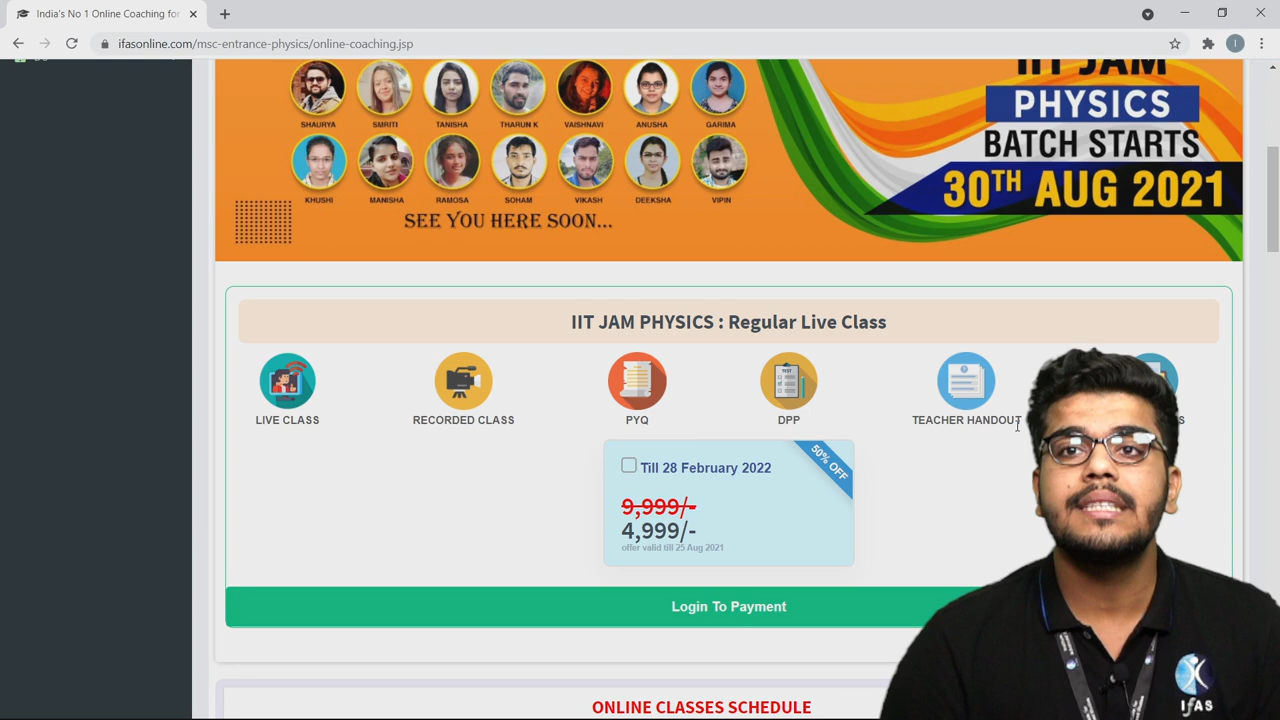 India's No 1 Online Coaching for
ifasonline.com/msc-entrance-physics/online-coaching.jsp
I
SHAURYA SMRITI TANISHA THARUN K VAISHNAVI ANUSHA GARIMA
KHUSHI MANISHA RAMOSA SOHAM VIKASH DEEKSHA VIPIN
SEE YOU HERE SOON...
IIT JAM
PHYSICS
BATCH STARTS
30TH AUG 2021
IIT JAM PHYSICS : Regular Live Class
LIVE CLASS RECORDED CLASS PYQ DPP TEACHER HANDOUT
TEST
Till 28 February 2022
50% OFF
9,999/-
4,999/-
offer valid till 25 Aug 2021
Login To Payment
ONLINE CLASSES SCHEDULE
IFAS